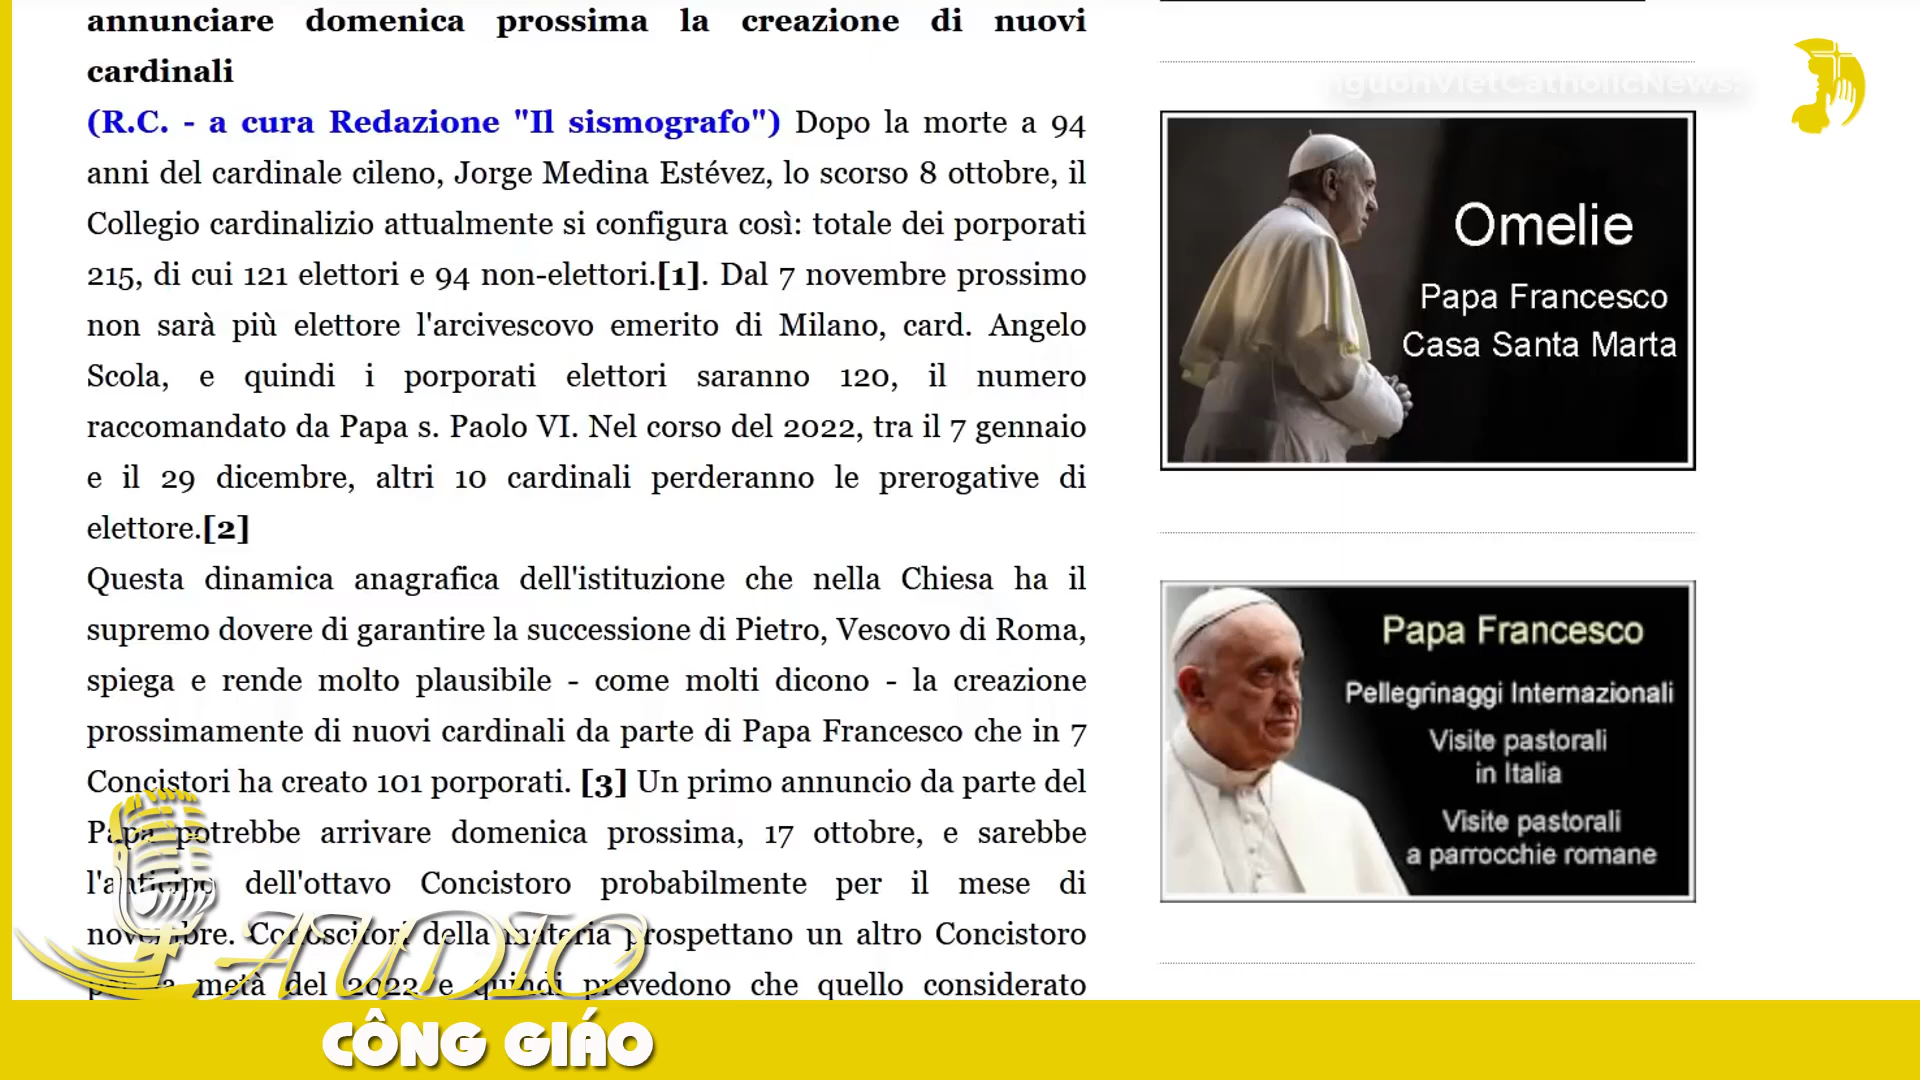 annunciare domenica prossima la creazione di nuovi
cardinali
(R.C. - a cura Redazione "Il sismografo") Dopo la morte a 94
anni del cardinale cileno, Jorge Medina Estévez, lo scorso 8 ottobre, il
Collegio cardinalizio attualmente si configura così: totale dei porporati
215, di cui 121 elettori e 94 non-elettori.[1]. Dal 7 novembre prossimo
non sarà più elettore l'arcivescovo emerito di Milano, card. Angelo
Scola, e quindi i porporati elettori saranno 120, il numero
raccomandato da Papa s. Paolo VI. Nel corso del 2022, tra il 7 gennaio
e il 29 dicembre, altri 10 cardinali perderanno le prerogative di
elettore.[2]
Questa dinamica anagrafica dell'istituzione che nella Chiesa ha il
supremo dovere di garantire la successione di Pietro, Vescovo di Roma,
spiega e rende molto plausibile - come molti dicono - la creazione
prossimamente di nuovi cardinali da parte di Papa Francesco che in 7
Concistori ha creato 101 porporati. [3] Un primo annuncio da parte del
Papa potrebbe arrivare domenica prossima, 17 ottobre, e sarebbe
l'anticipo dell'ottavo Concistoro probabilmente per il mese di
novembre. Conoscitori della materia prospettano un altro Concistoro
metà del 2022 e quindi prevedono che quello considerato
nguonVietCatholicNews:
Omelie
Papa Francesco
Casa Santa Marta
Papa Francesco
Pellegrinaggi Internazionali
Visite pastorali
in Italia
Visite pastorali
a parrocchie romane
AUDIO
CÔNG GIÁO